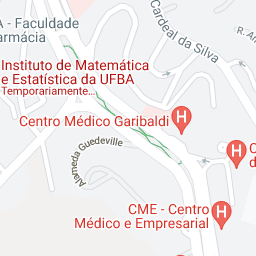 A - Faculdade
armácia
Cardeal da Silva
R. A
Instituto de Matemática
e Estatística da UFBA
Temporariamente...
Centro Médico Garibaldi
H
Alameda Guedeville
C
d
H
CME - Centro
Médico e Empresarial
H